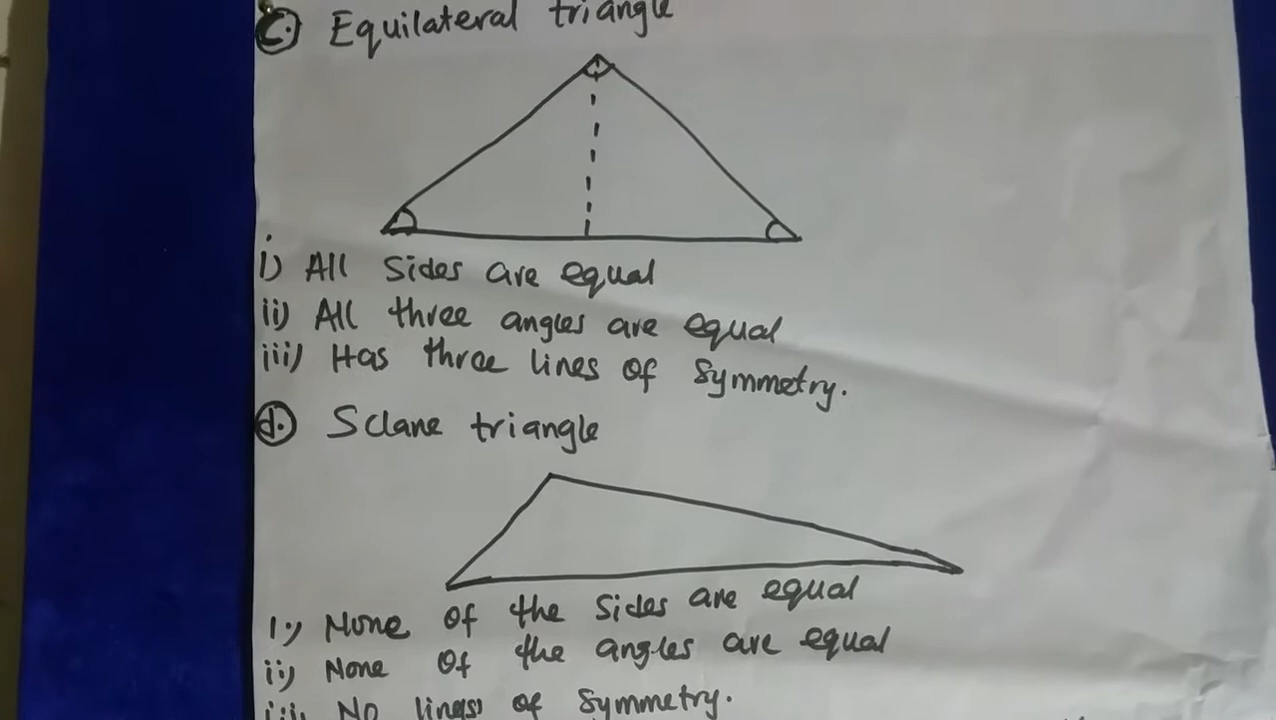 c. Equilateral triangle
i) All sides are equal
ii) All three angles are equal
iii) Has three lines of symmetry.
d. Sclane triangle
i) None of the sides are equal
ii) None of the angles are equal
iii) No lines of symmetry.